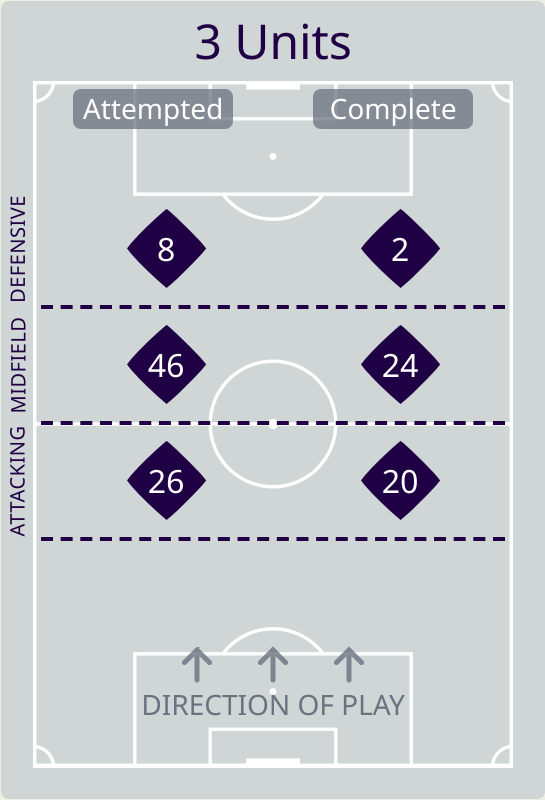 3 Units
Attempted Complete
DEFENSIVE
8 2
MIDFIELD
46 24
ATTACKING
26 20
DIRECTION OF PLAY